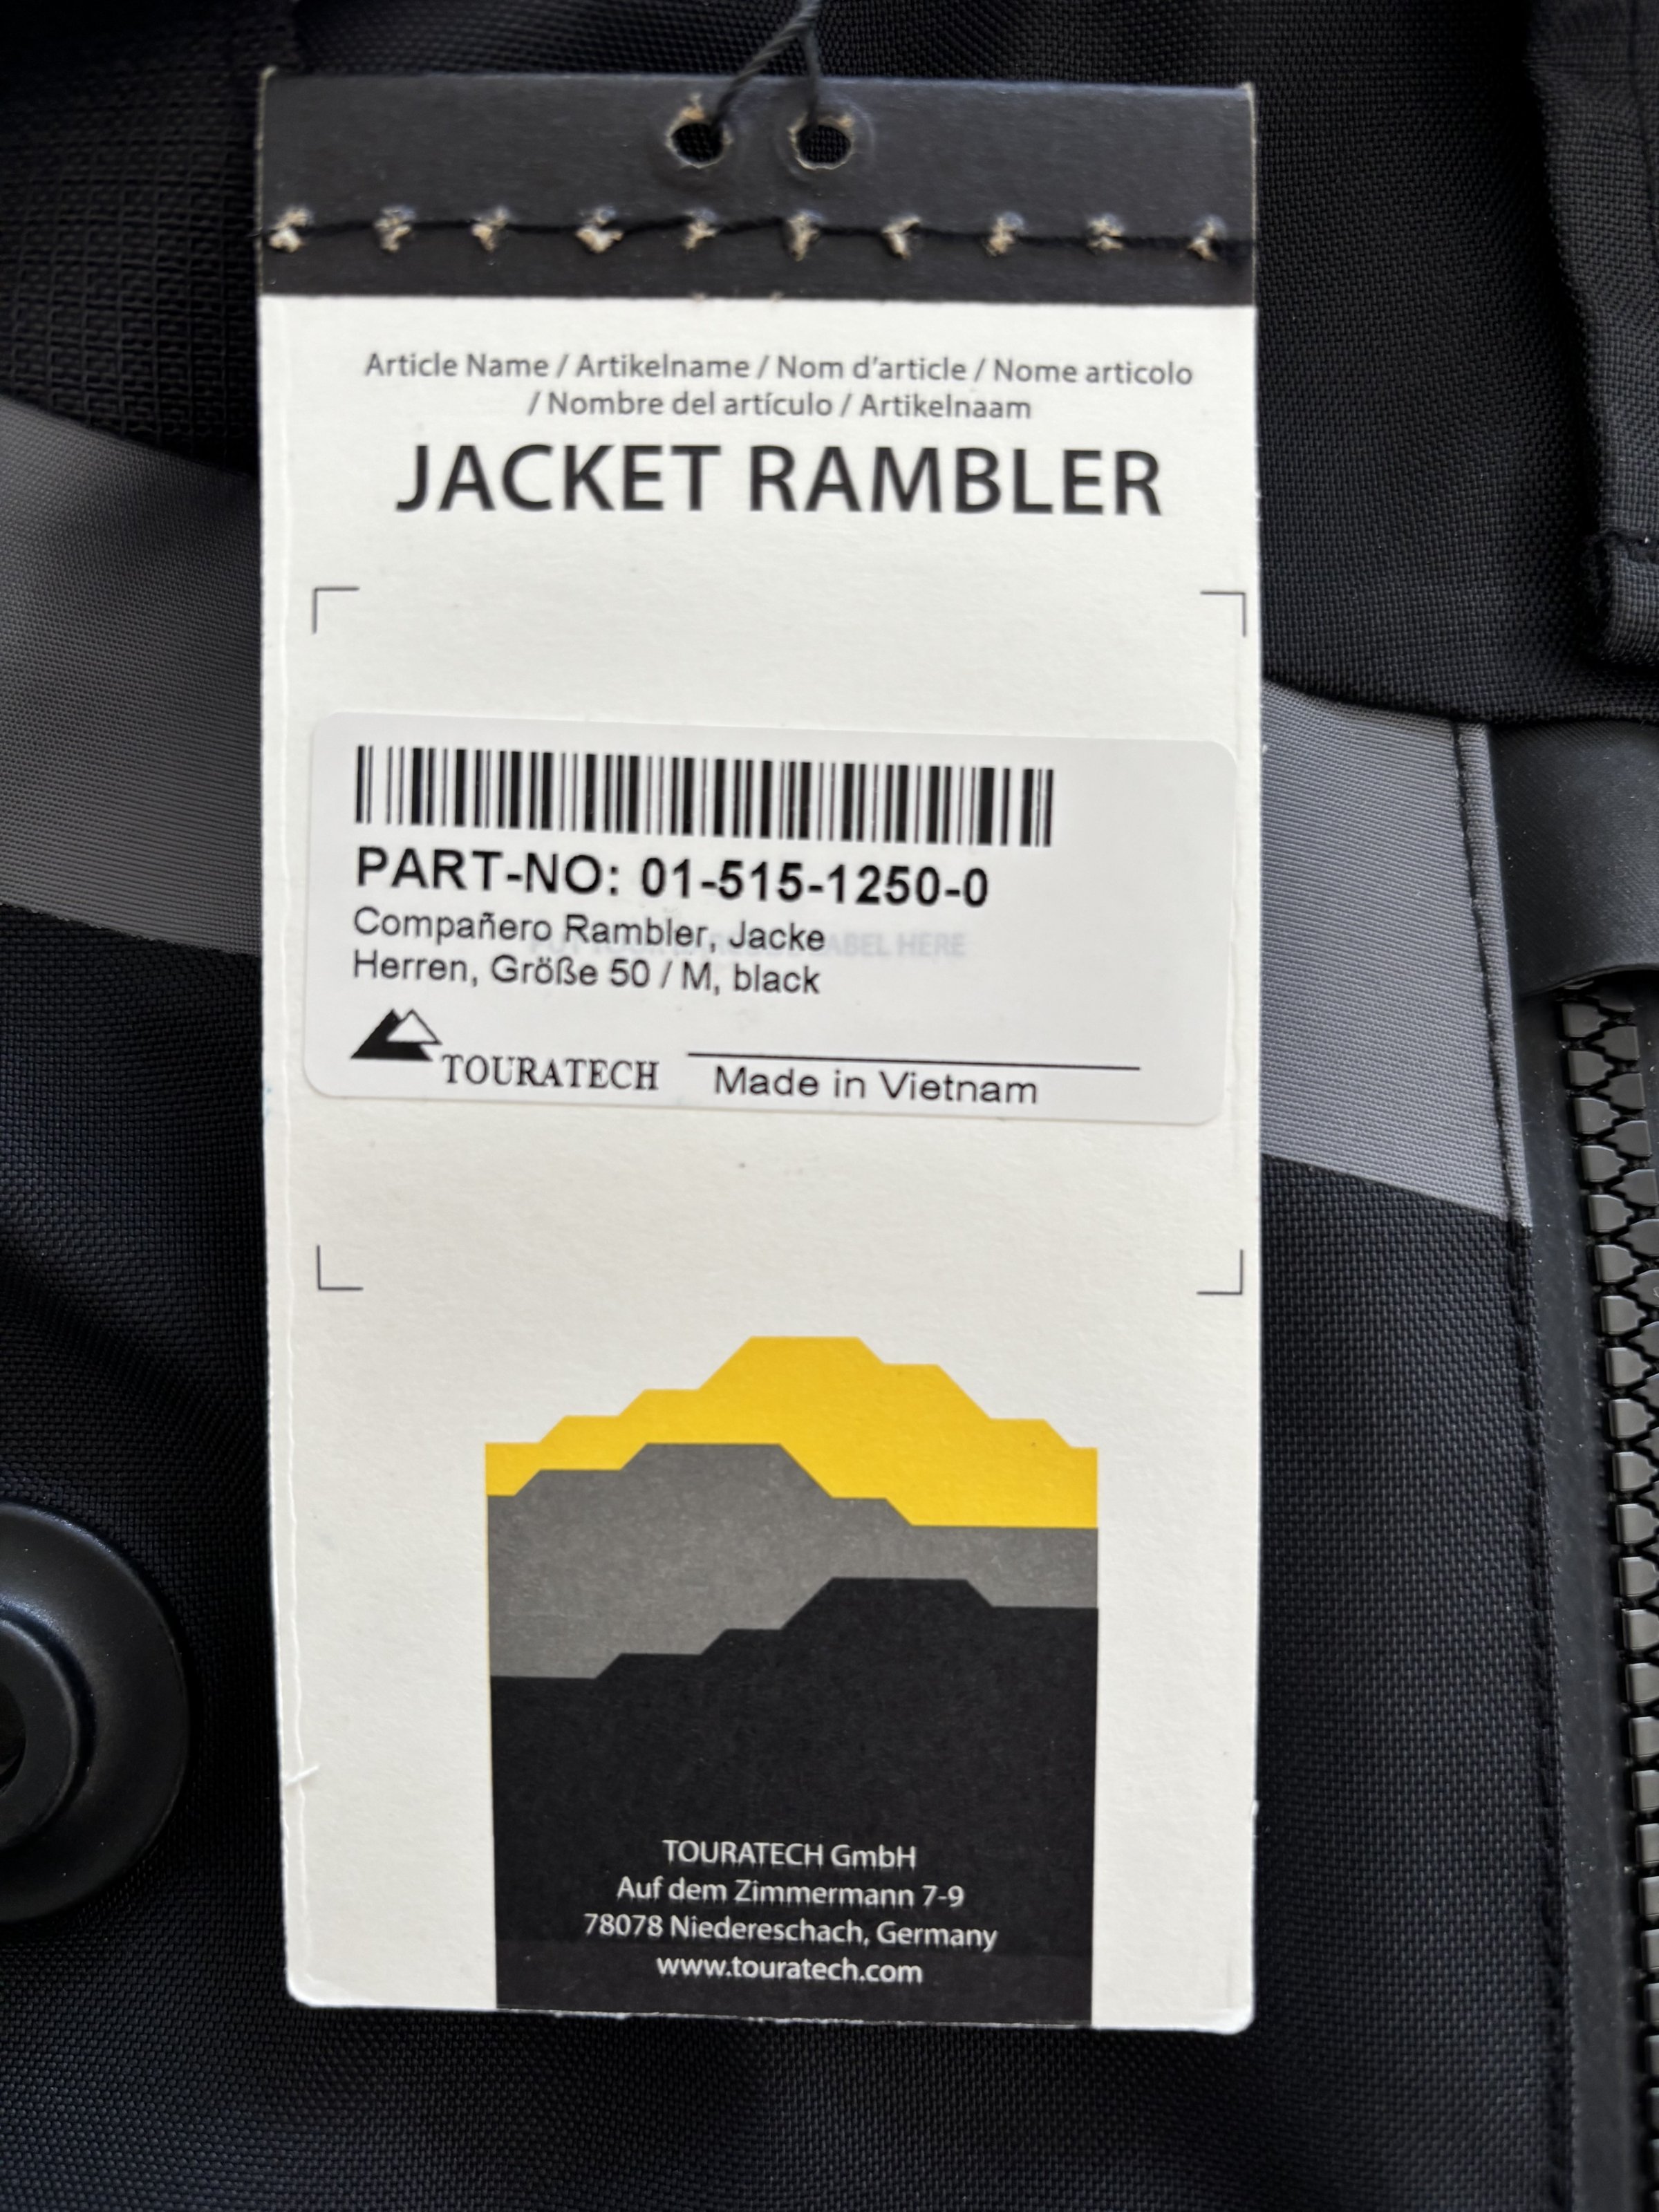 Article Name / Artikelname / Nom d'article / Nome articolo
/ Nombre del artículo / Artikelnaam
JACKET RAMBLER
PART-NO: 01-515-1250-0
Compañero Rambler, Jacke
LABEL HERE
Herren, Größe 50 / M, black
TOURATECH
Made in Vietnam
TOURATECH GmbH
Auf dem Zimmermann 7-9
78078 Niedereschach, Germany
www.touratech.com